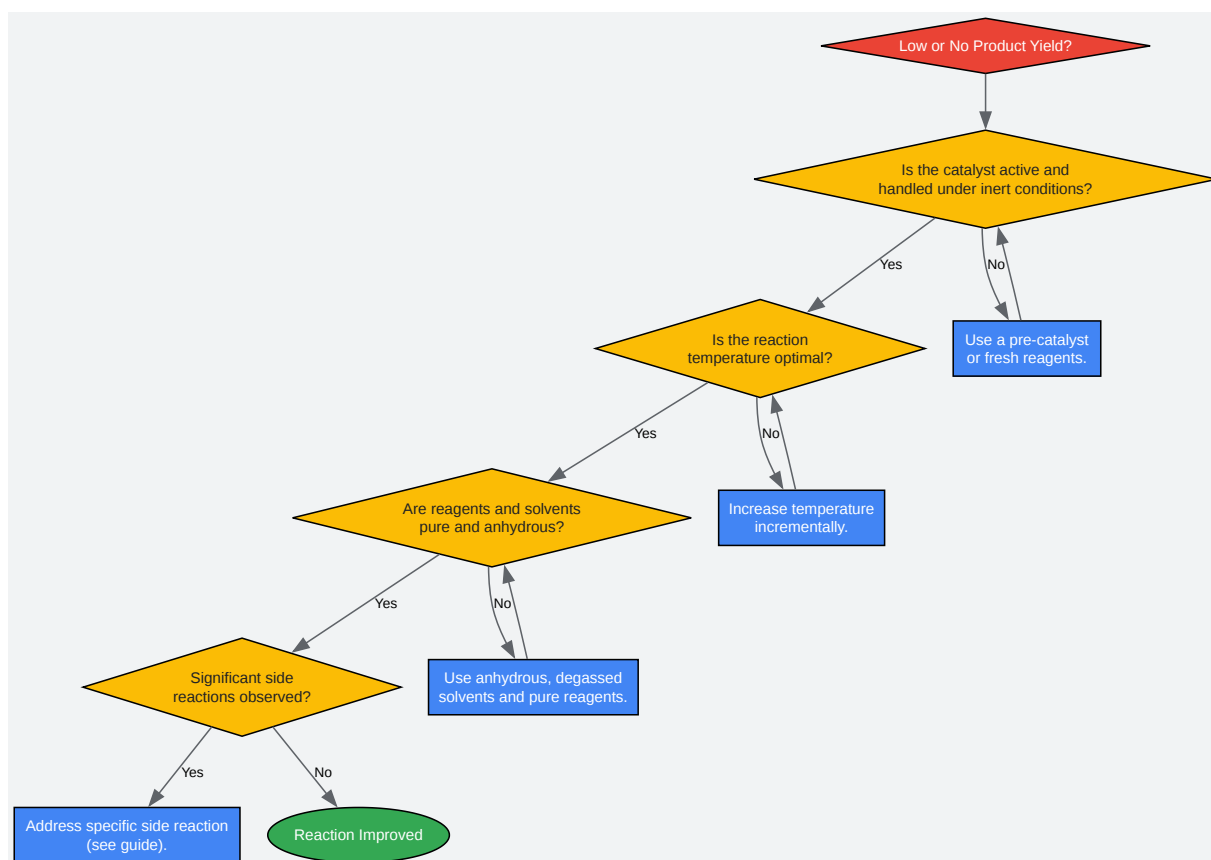 Low or No Product Yield?
Is the catalyst active and
handled under inert conditions?
Yes
No
Is the reaction
temperature optimal?
Use a pre-catalyst
or fresh reagents.
Yes
No
Are reagents and solvents
pure and anhydrous?
Increase temperature
incrementally.
Yes
No
Significant side
reactions observed?
Use anhydrous, degassed
solvents and pure reagents.
Yes
No
Address specific side reaction
(see guide).
Reaction Improved